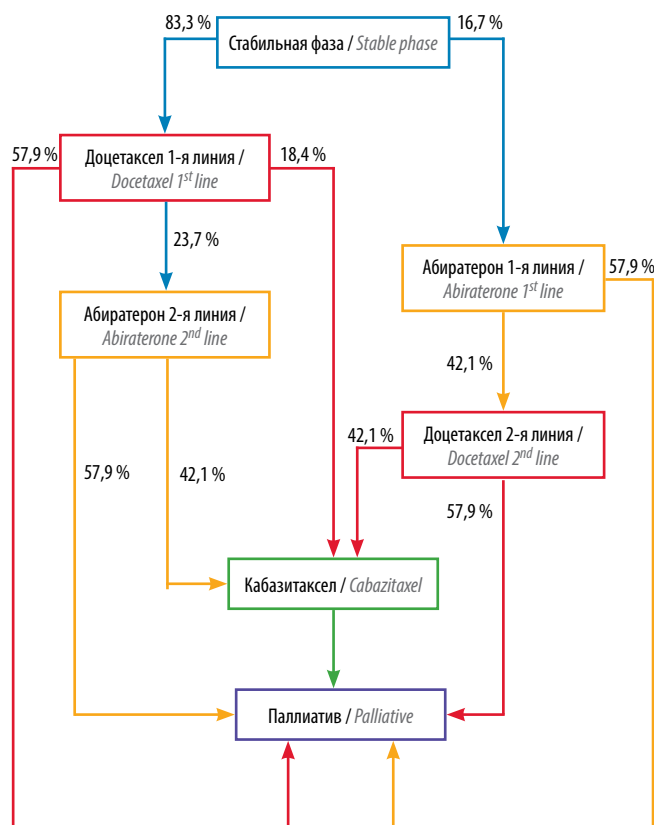 83,3 %
16,7 %
Стабильная фаза / Stable phase
57,9 %
Доцетаксел 1-я линия /
Docetaxel 1st line
18,4 %
23,7 %
Абиратерон 1-я линия /
Abiraterone 1st line
57,9 %
Абиратерон 2-я линия /
Abiraterone 2nd line
42,1 %
42,1 %
Доцетаксел 2-я линия /
Docetaxel 2nd line
57,9 %
42,1 %
57,9 %
Кабазитаксел / Cabazitaxel
Паллиатив / Palliative